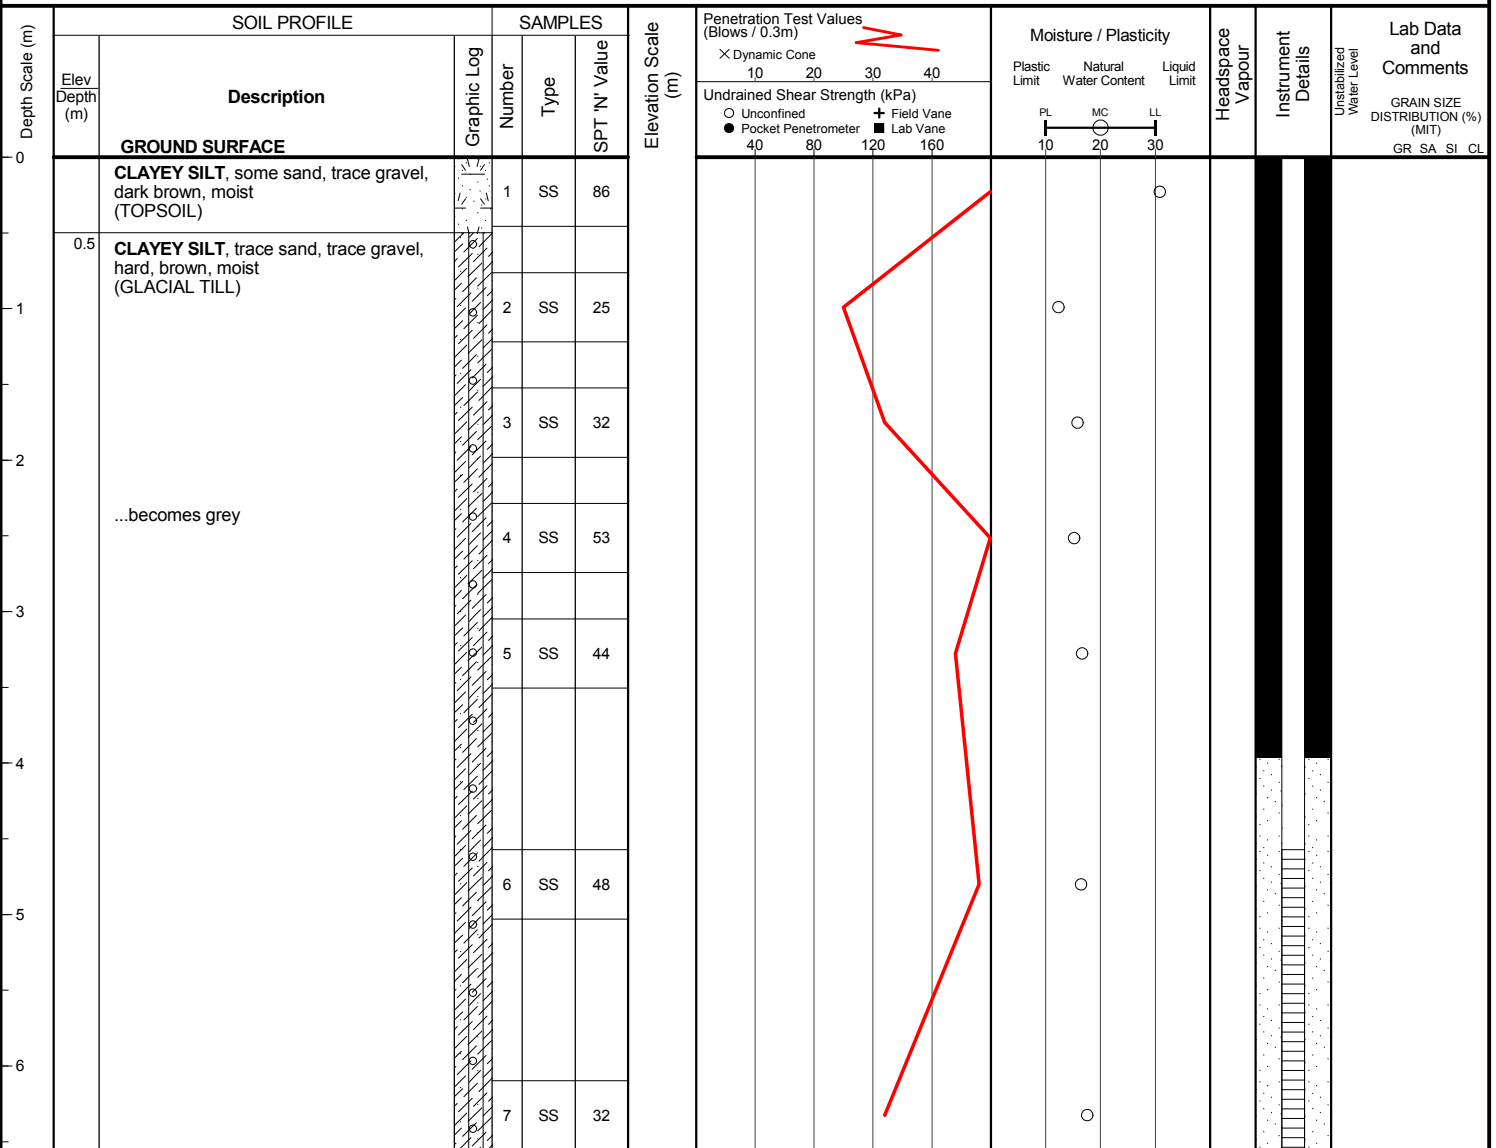 SOIL PROFILE
SAMPLES
Depth Scale (m)
Elev
Depth
(m)
Description
GROUND SURFACE
Graphic Log
Number
Type
SPT 'N' Value
Elevation Scale
(m)
Penetration Test Values
(Blows / 0.3m)
× Dynamic Cone
10 20 30 40
Undrained Shear Strength (kPa)
Unconfined
Field Vane
Pocket Penetrometer
Lab Vane
40 80 120 160
Moisture / Plasticity
Plastic Natural Liquid
Limit Water Content Limit
PL MC LL
10 20 30
Headspace
Vapour
Instrument
Details
Unstabilized
Water Level
Lab Data
and
Comments
GRAIN SIZE
DISTRIBUTION (%)
(MIT)
GR SA SI CL
0
CLAYEY SILT, some sand, trace gravel,
dark brown, moist
(TOPSOIL)
1 SS 86
0.5
CLAYEY SILT, trace sand, trace gravel,
hard, brown, moist
(GLACIAL TILL)
1
2 SS 25
3 SS 32
2
...becomes grey
4 SS 53
3
5 SS 44
4
6 SS 48
5
6
7 SS 32